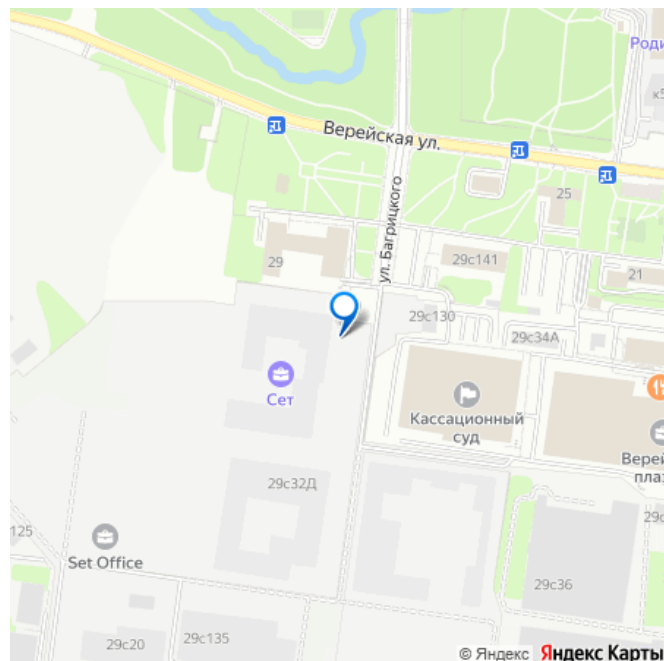 Роди
к5
Верейская ул.
25
ул. Багрицкого
29с141
29
21
29с130
29с34А
Сет
Кассационный
суд
Верей
плаз
29с32Д
29с
125
Set Office
29с36
29с20
29с135
© Яндекс Яндекс Карты